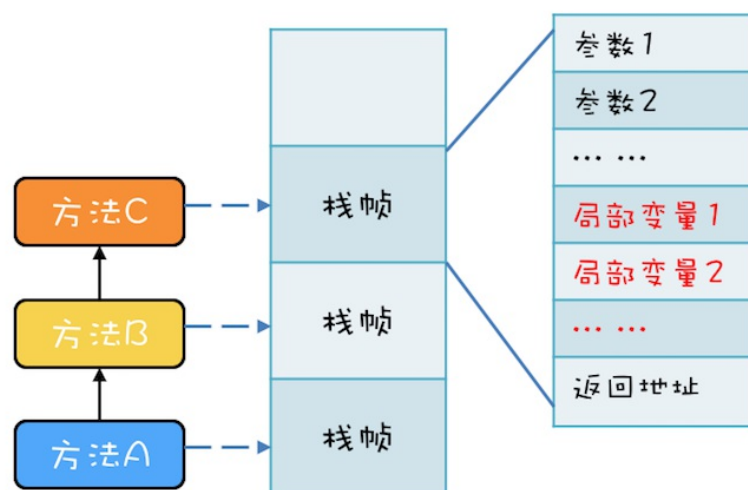 方法C
方法B
方法A
栈帧
栈帧
栈帧
参数1
参数2
… …
局部变量1
局部变量2
… …
返回地址